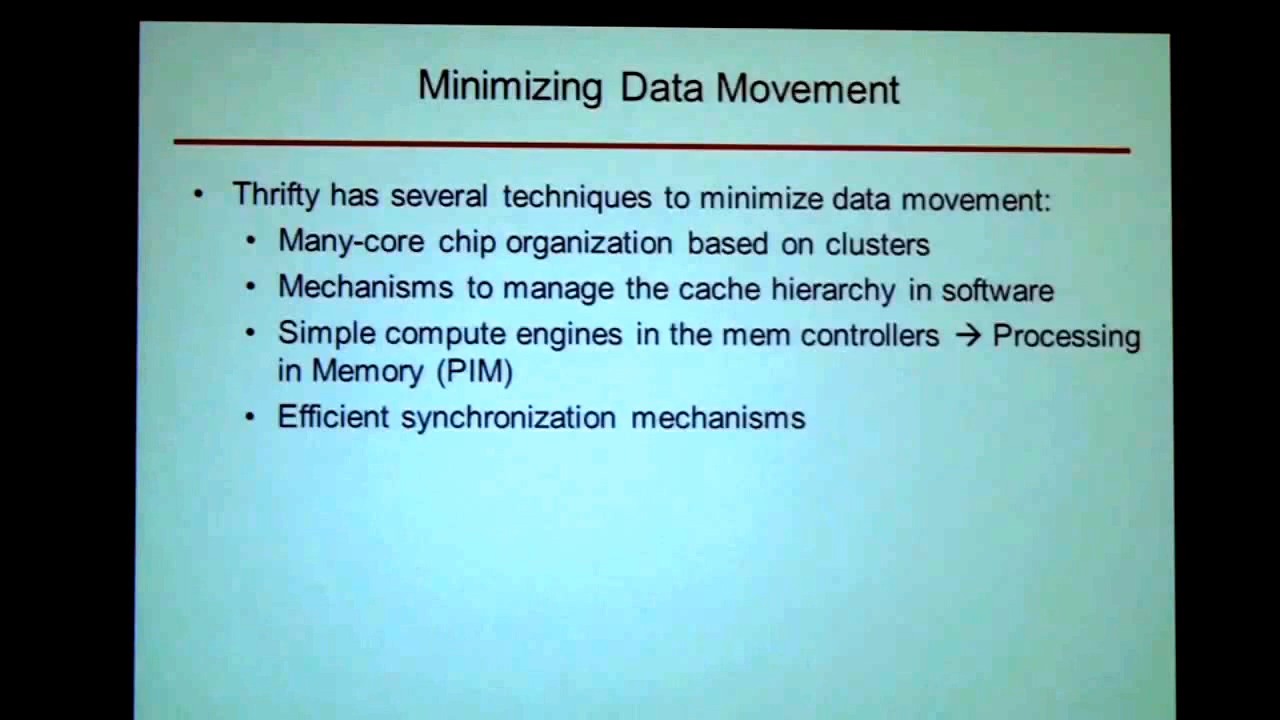 Minimizing Data Movement
• Thrifty has several techniques to minimize data movement:
• Many-core chip organization based on clusters
• Mechanisms to manage the cache hierarchy in software
• Simple compute engines in the mem controllers → Processing
in Memory (PIM)
• Efficient synchronization mechanisms